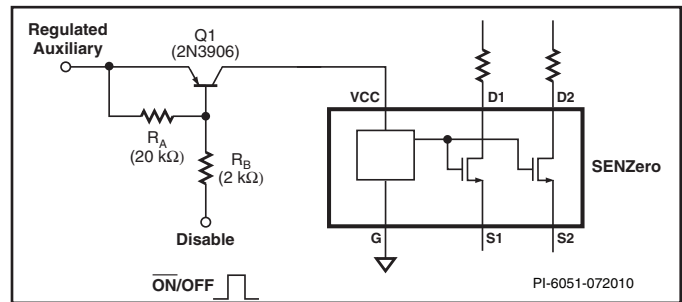 Regulated
Auxiliary
Q1
(2N3906)
VCC
D1
D2
RA
(20 kΩ)
RB
(2 kΩ)
SENZero
Disable
G
S1
S2
ON/OFF
PI-6051-072010